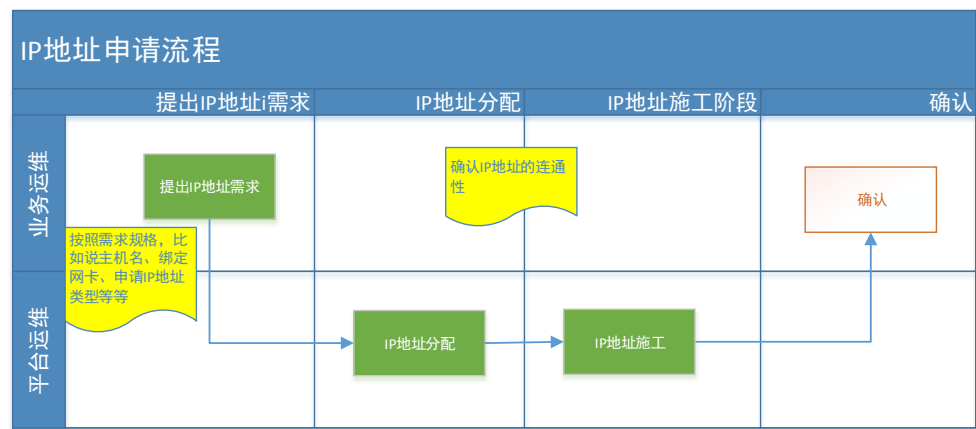 IP地址申请流程
提出IP地址i需求
IP地址分配
IP地址施工阶段
确认
业务运维
提出IP地址需求
确认IP地址的连通
性
确认
按照需求规格，比
如说主机名、绑定
网卡、申请IP地址
类型等等
平台运维
IP地址分配
IP地址施工